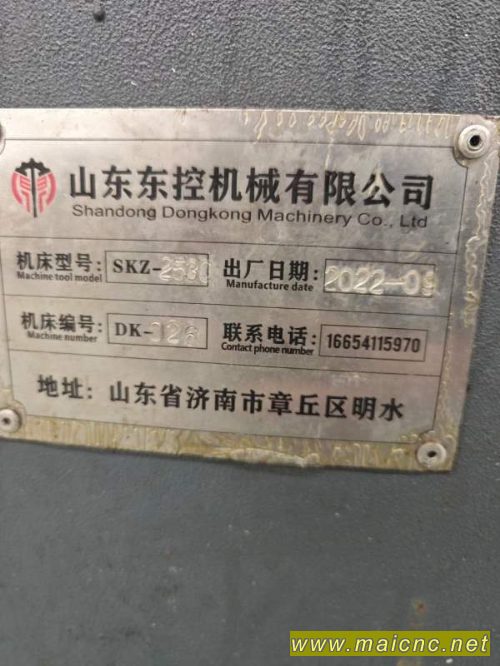 山东东控机械有限公司
Shandong Dongkong Machinery Co., Ltd
机床型号: SKZ-2530 出厂日期: 2022-09
Machine tool model Manufacture date
机床编号: DK-026 联系电话: 16654115970
Machine number Contact phone number
地址: 山东省济南市章丘区明水
www.maicnc.net